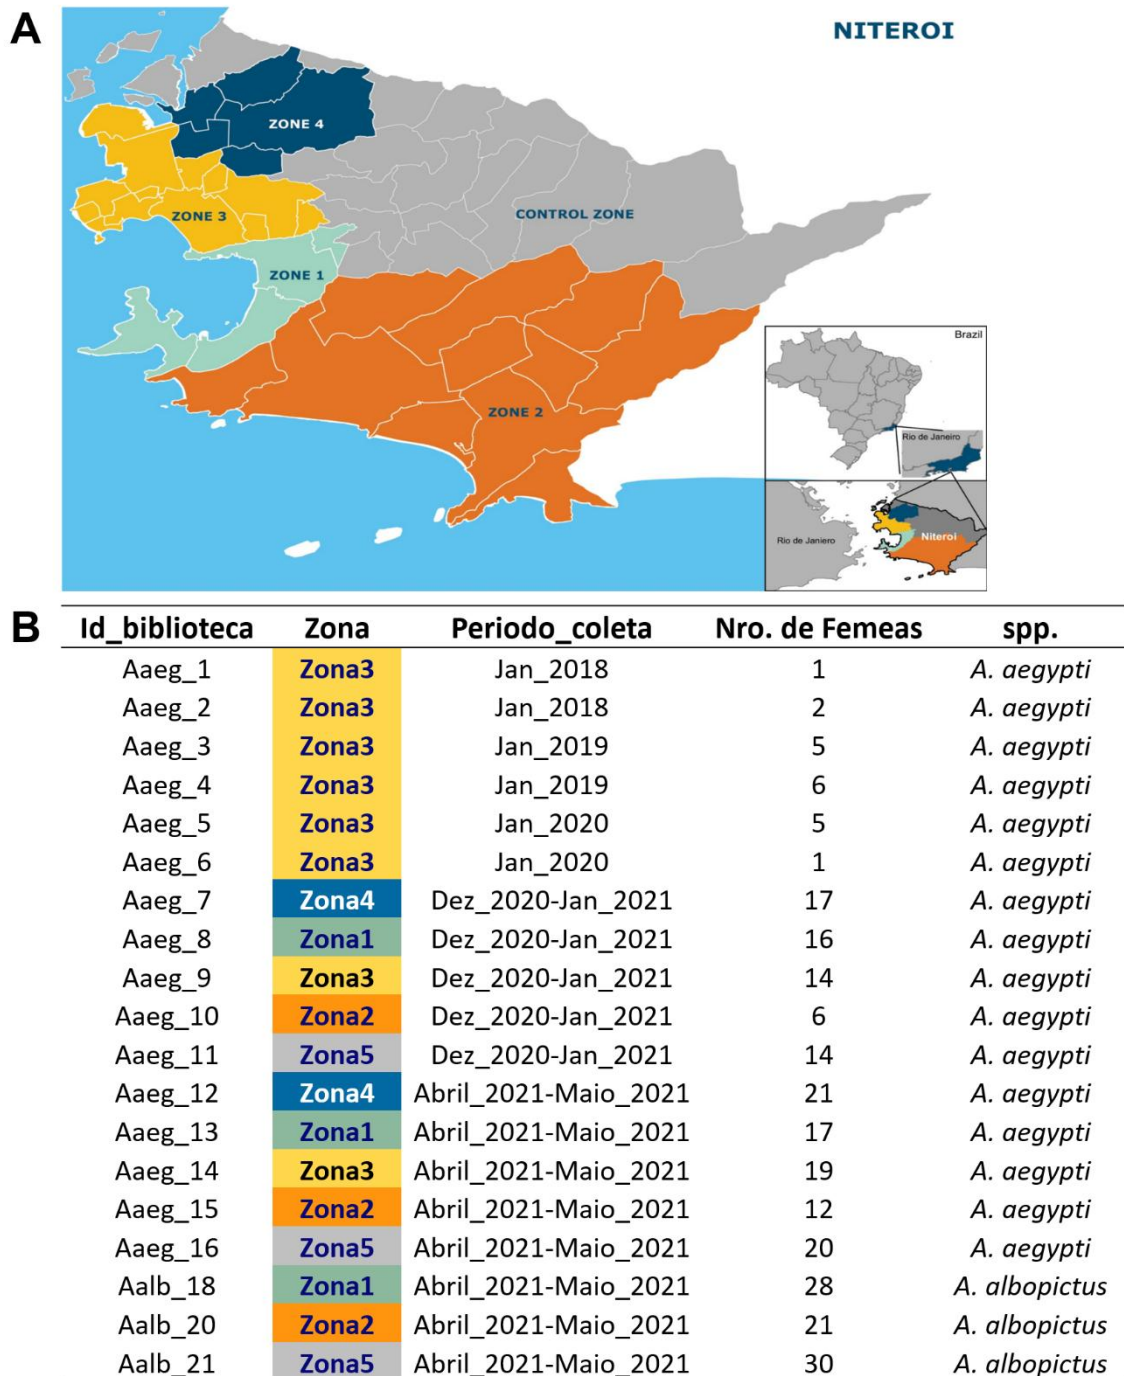 A
NITEROI
ZONE 4
ZONE 3
CONTROL ZONE
ZONE 1
ZONE 2
Brazil
Rio de Janeiro
Rio de Janiero
Niteroi
B
Id_biblioteca Zona Periodo_coleta Nro. de Femeas spp.
Aaeg_1 Zona3 Jan_2018 1 A. aegypti
Aaeg_2 Zona3 Jan_2018 2 A. aegypti
Aaeg_3 Zona3 Jan_2019 5 A. aegypti
Aaeg_4 Zona3 Jan_2019 6 A. aegypti
Aaeg_5 Zona3 Jan_2020 5 A. aegypti
Aaeg_6 Zona3 Jan_2020 1 A. aegypti
Aaeg_7 Zona4 Dez_2020-Jan_2021 17 A. aegypti
Aaeg_8 Zona1 Dez_2020-Jan_2021 16 A. aegypti
Aaeg_9 Zona3 Dez_2020-Jan_2021 14 A. aegypti
Aaeg_10 Zona2 Dez_2020-Jan_2021 6 A. aegypti
Aaeg_11 Zona5 Dez_2020-Jan_2021 14 A. aegypti
Aaeg_12 Zona4 Abril_2021-Maio_2021 21 A. aegypti
Aaeg_13 Zona1 Abril_2021-Maio_2021 17 A. aegypti
Aaeg_14 Zona3 Abril_2021-Maio_2021 19 A. aegypti
Aaeg_15 Zona2 Abril_2021-Maio_2021 12 A. aegypti
Aaeg_16 Zona5 Abril_2021-Maio_2021 20 A. aegypti
Aalb_18 Zona1 Abril_2021-Maio_2021 28 A. albopictus
Aalb_20 Zona2 Abril_2021-Maio_2021 21 A. albopictus
Aalb_21 Zona5 Abril_2021-Maio_2021 30 A. albopictus